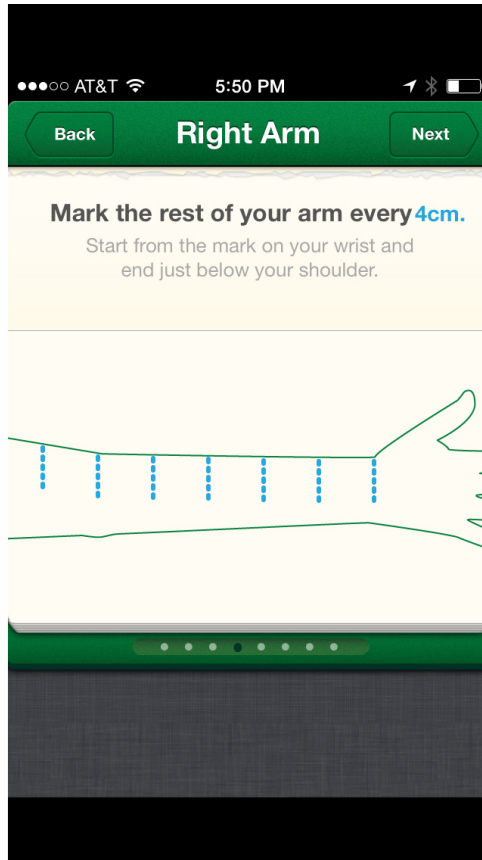 AT&T 5:50 PM
Back Right Arm Next
Mark the rest of your arm every 4cm.
Start from the mark on your wrist and
end just below your shoulder.